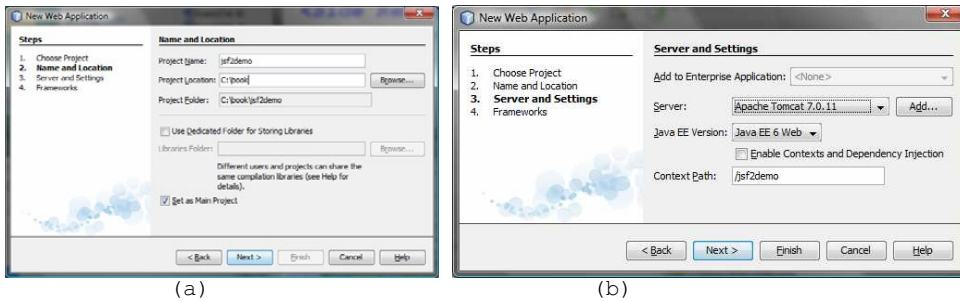 New Web Application
Steps
1. Choose Project
2. Name and Location
3. Server and Settings
4. Frameworks
Name and Location
Project Name: jsf2demo
Project Location: C:\book Browse...
Project Folder: C:\book\jsf2demo
Use Dedicated Folder for Storing Libraries
Libraries Folder: Browse...
Different users and projects can share the
same compilation libraries (see Help for
details).
Set as Main Project
< Back Next > Finish Cancel Help
(a)
New Web Application
Steps
1. Choose Project
2. Name and Location
3. Server and Settings
4. Frameworks
Server and Settings
Add to Enterprise Application: <None>
Server: Apache Tomcat 7.0.11 Add...
Java EE Version: Java EE 6 Web
Enable Contexts and Dependency Injection
Context Path: /jsf2demo
< Back Next > Finish Cancel Help
(b)